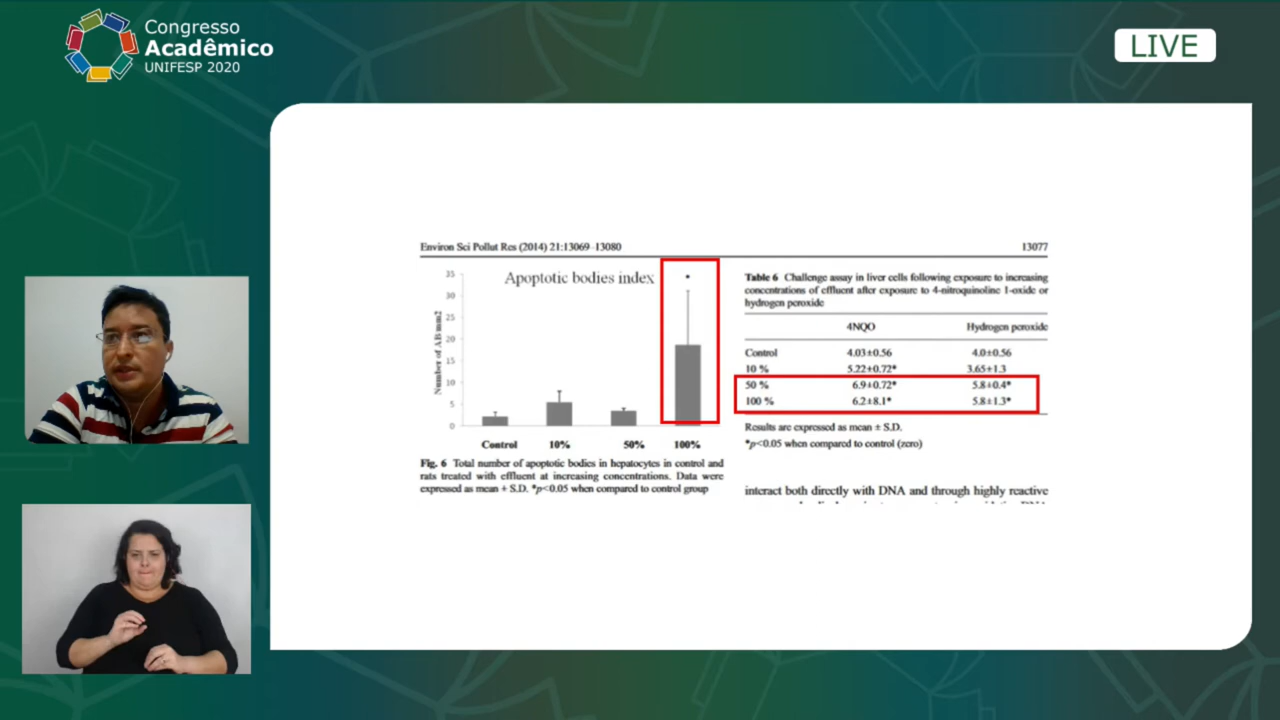 Congresso
Acadêmico
UNIFESP 2020
LIVE
Environ Sci Pollut Res (2014) 21:13069–13080
13077
Apoptotic bodies index
Number of AB/mm2
35
30
25
20
15
10
5
0
*
Control 10% 50% 100%
Fig. 6 Total number of apoptotic bodies in hepatocytes in control and
rats treated with effluent at increasing concentrations. Data were
expressed as mean ± S.D. *p<0.05 when compared to control group
Table 6 Challenge assay in liver cells following exposure to increasing
concentrations of effluent after exposure to 4-nitroquinoline 1-oxide or
hydrogen peroxide
4NQO Hydrogen peroxide
Control 4.03±0.56 4.0±0.56
10 % 5.22±0.72* 3.65±1.3
50 % 6.9±0.72* 5.8±0.4*
100 % 6.2±8.1* 5.8±1.3*
Results are expressed as mean ± S.D.
*p<0.05 when compared to control (zero)
interact both directly with DNA and through highly reactive